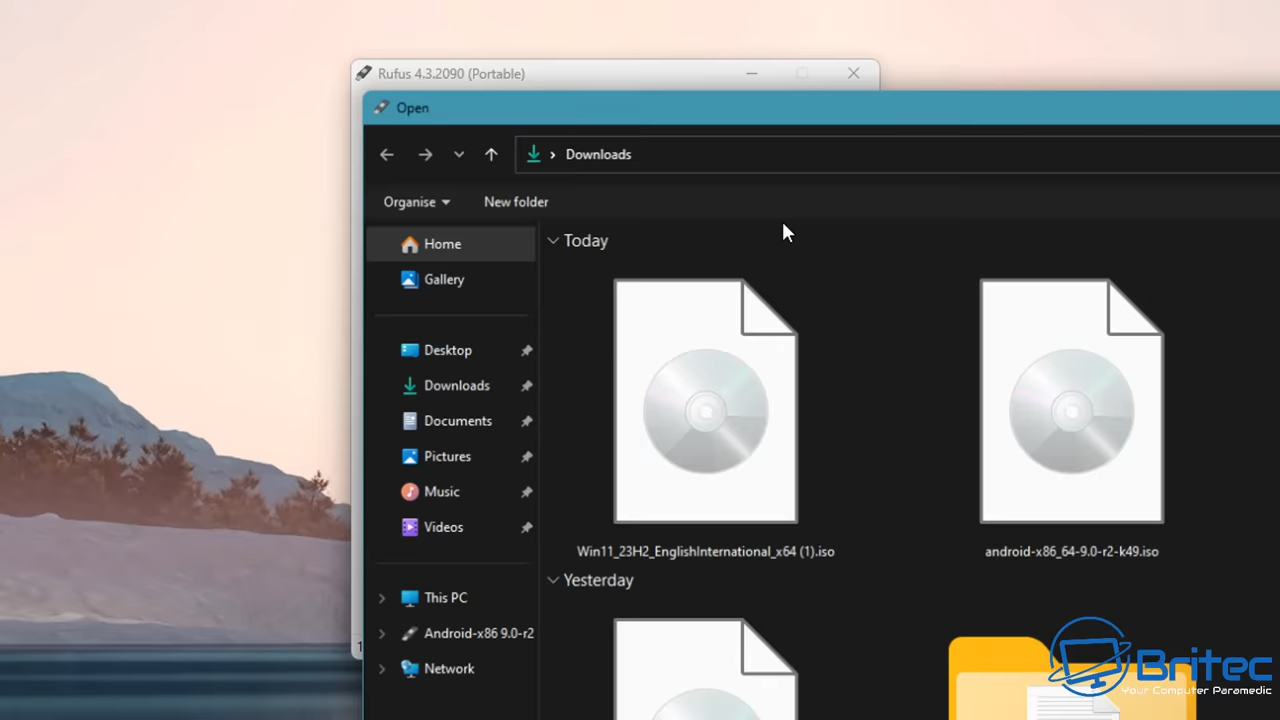 Rufus 4.3.2090 (Portable)
Open
Downloads
Organise
New folder
Home
Gallery
Desktop
Downloads
Documents
Pictures
Music
Videos
This PC
Android-x86 9.0-r2
Network
Today
Win11_23H2_EnglishInternational_x64 (1).iso
android-x86_64-9.0-r2-k49.iso
Yesterday
Britec
Your Computer Paramedic